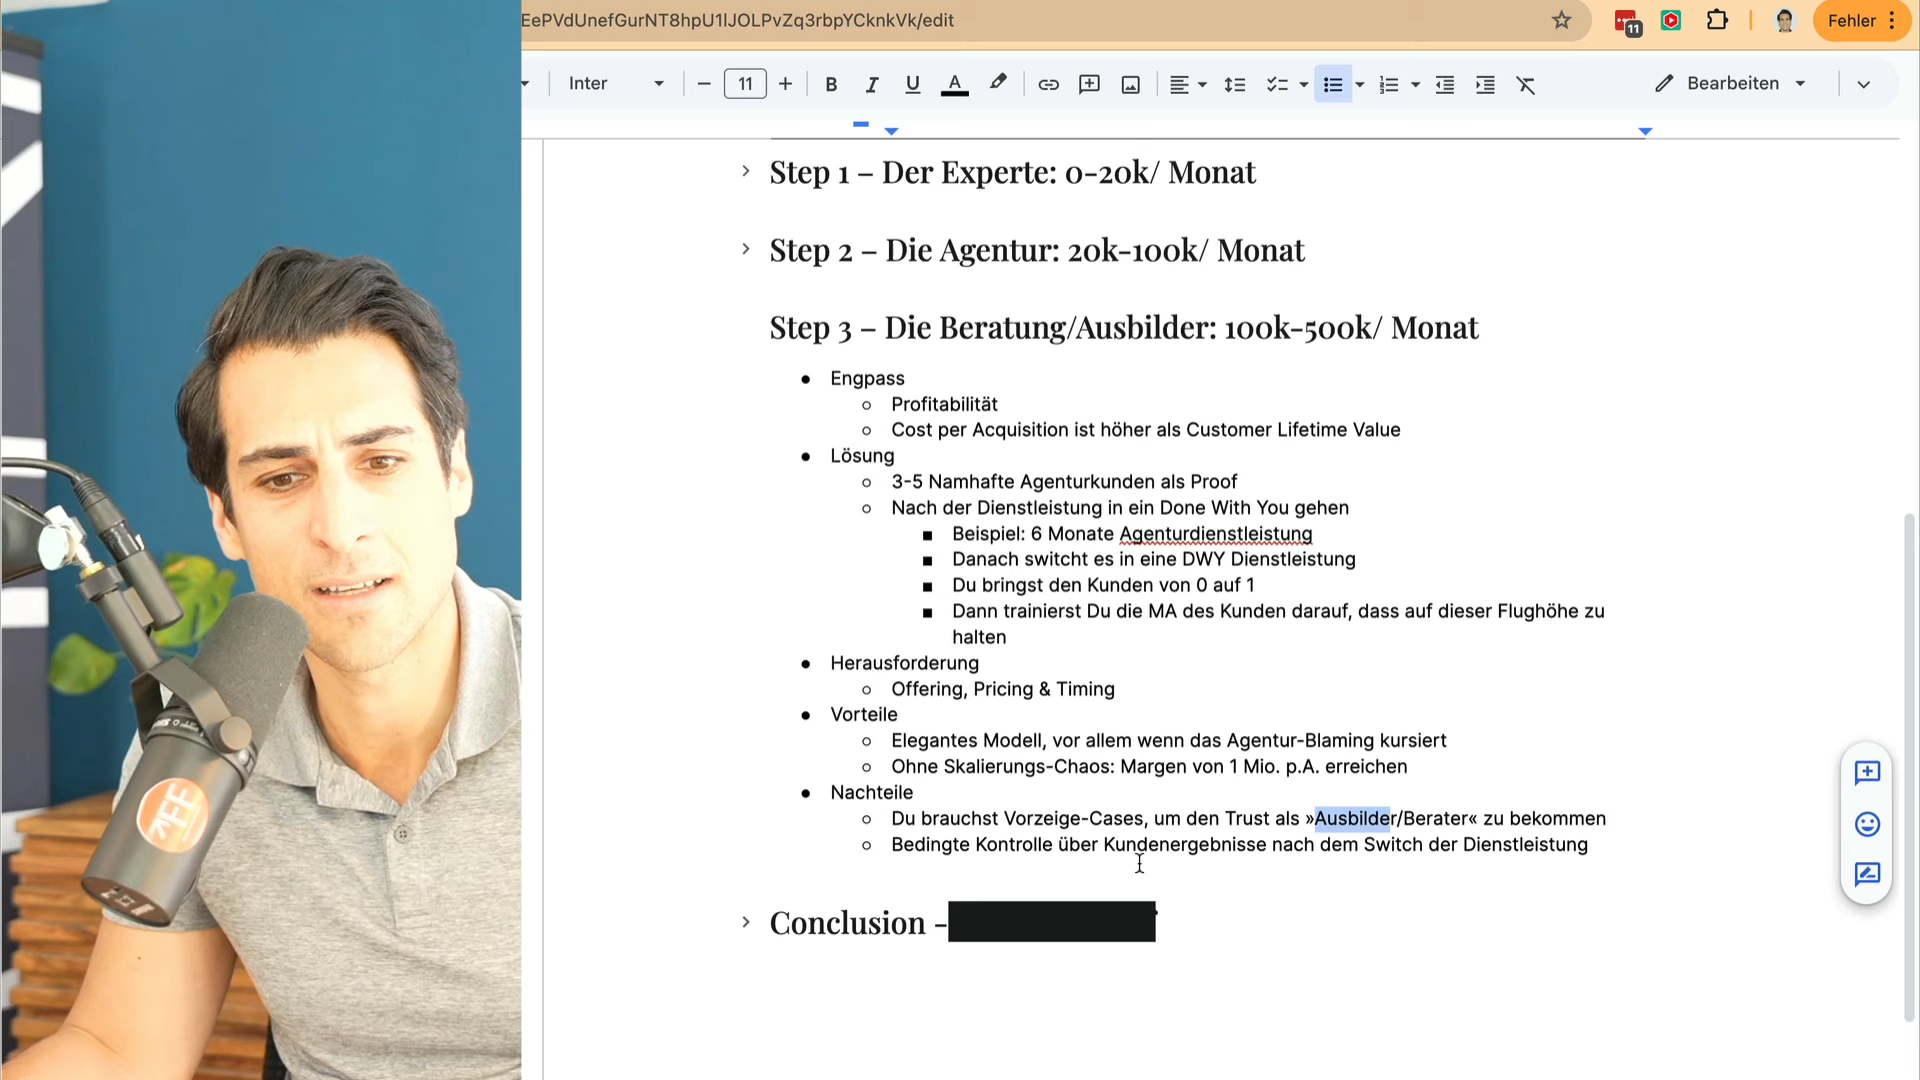 EePVdUnefGurNT8hpU1lJOLPvZq3rbpYCknkVk/edit
11
Fehler
Inter
11
B I U A
Bearbeiten
Step 1 – Der Experte: 0-20k/ Monat
Step 2 – Die Agentur: 20k-100k/ Monat
Step 3 – Die Beratung/Ausbilder: 100k-500k/ Monat
● Engpass
○ Profitabilität
○ Cost per Acquisition ist höher als Customer Lifetime Value
● Lösung
○ 3-5 Namhafte Agenturkunden als Proof
○ Nach der Dienstleistung in ein Done With You gehen
■ Beispiel: 6 Monate Agenturdienstleistung
■ Danach switcht es in eine DWY Dienstleistung
■ Du bringst den Kunden von 0 auf 1
■ Dann trainierst Du die MA des Kunden darauf, dass auf dieser Flughöhe zu
halten
● Herausforderung
○ Offering, Pricing & Timing
● Vorteile
○ Elegantes Modell, vor allem wenn das Agentur-Blaming kursiert
○ Ohne Skalierungs-Chaos: Margen von 1 Mio. p.A. erreichen
● Nachteile
○ Du brauchst Vorzeige-Cases, um den Trust als »Ausbilder/Berater« zu bekommen
○ Bedingte Kontrolle über Kundenergebnisse nach dem Switch der Dienstleistung
Conclusion –